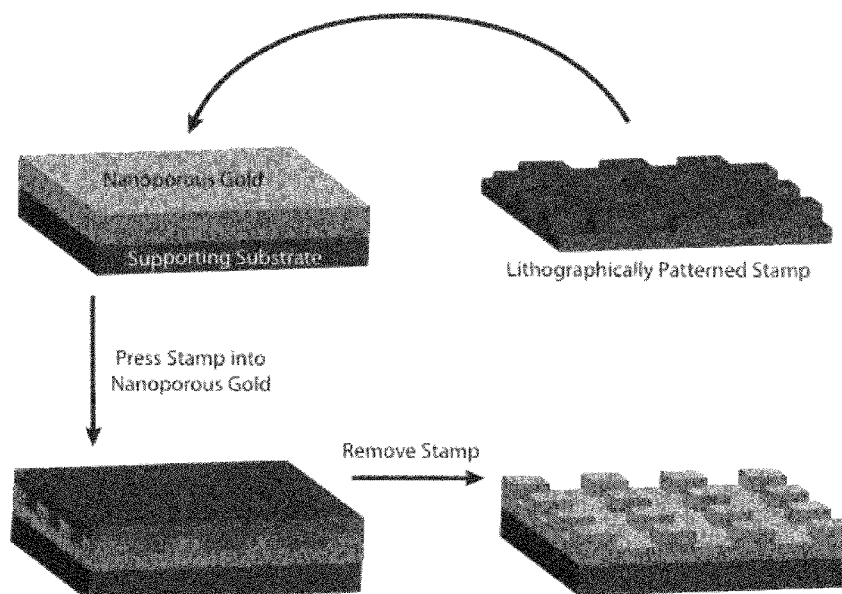 Nanoporous Gold
Supporting Substrate
Lithographically Patterned Stamp
Press Stamp into
Nanoporous Gold
Remove Stamp